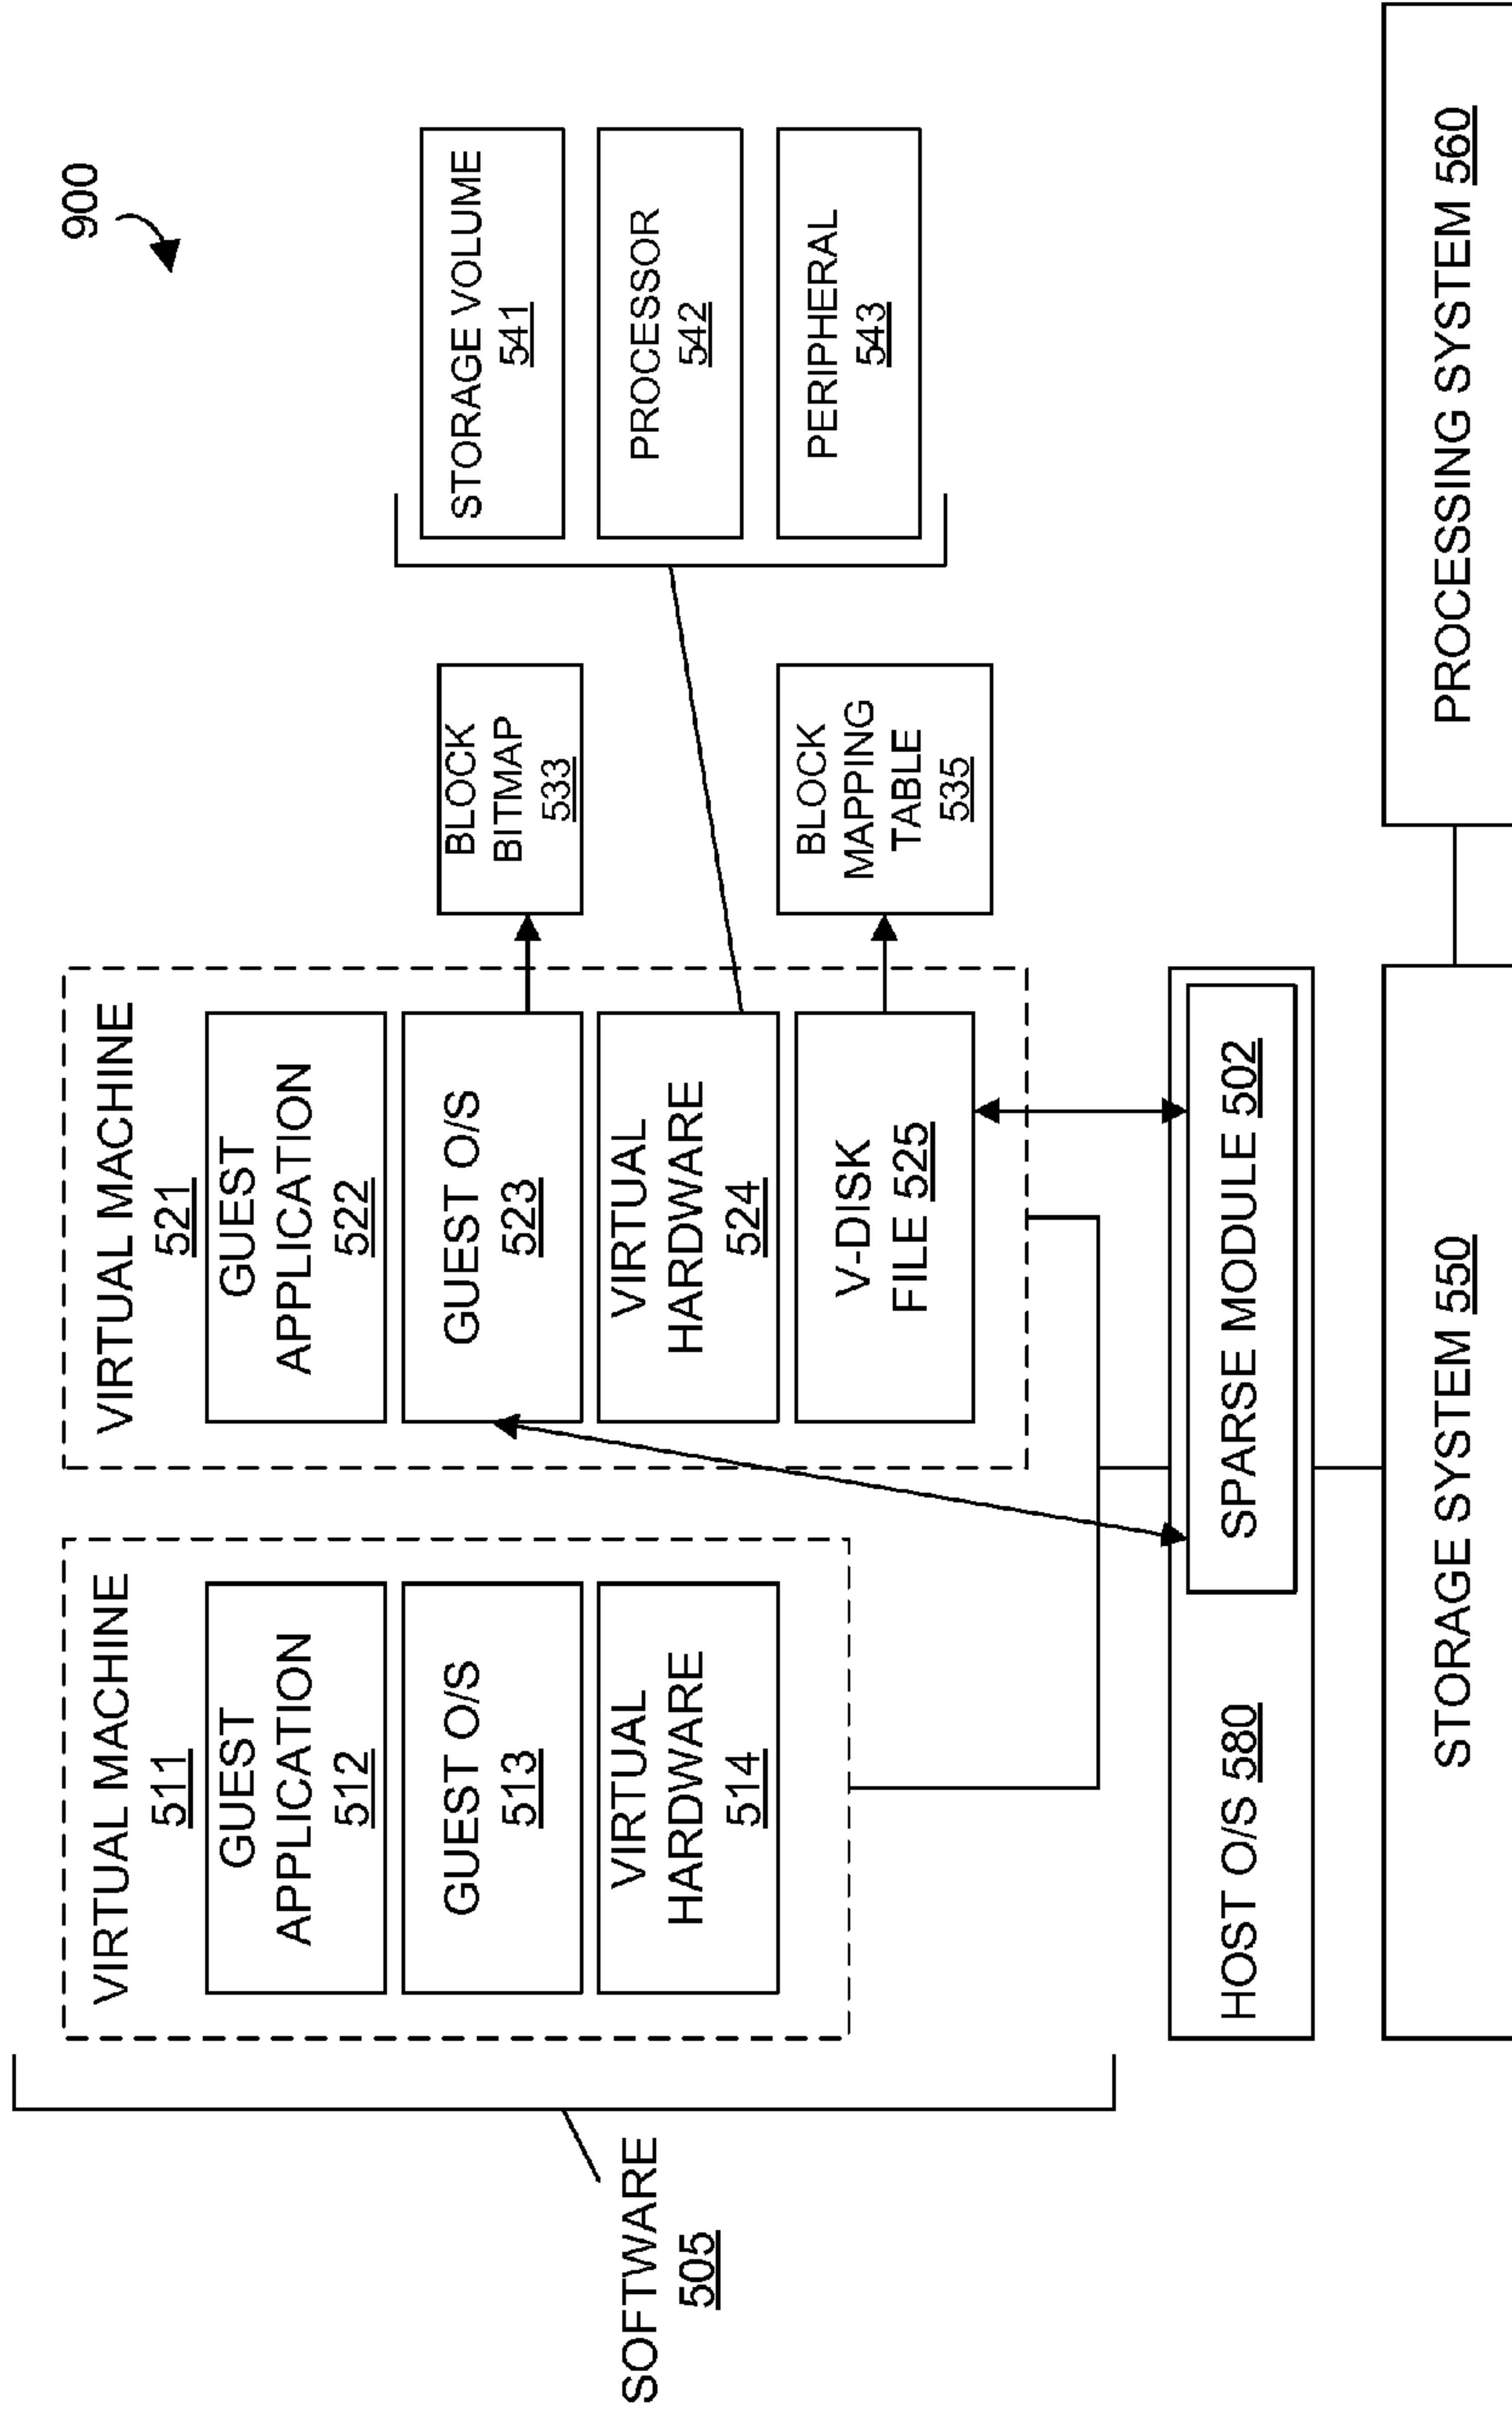 900
SOFTWARE
505
VIRTUAL MACHINE
511
GUEST
APPLICATION
512
GUEST O/S
513
VIRTUAL
HARDWARE
514
VIRTUAL MACHINE
521
GUEST
APPLICATION
522
GUEST O/S
523
VIRTUAL
HARDWARE
524
V-DISK
FILE 525
BLOCK
BITMAP
533
BLOCK
MAPPING
TABLE
535
STORAGE VOLUME
541
PROCESSOR
542
PERIPHERAL
543
HOST O/S 580
SPARSE MODULE 502
STORAGE SYSTEM 550
PROCESSING SYSTEM 560